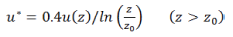 u* = 0.4u(z)/ln (z/z₀) (z > z₀)